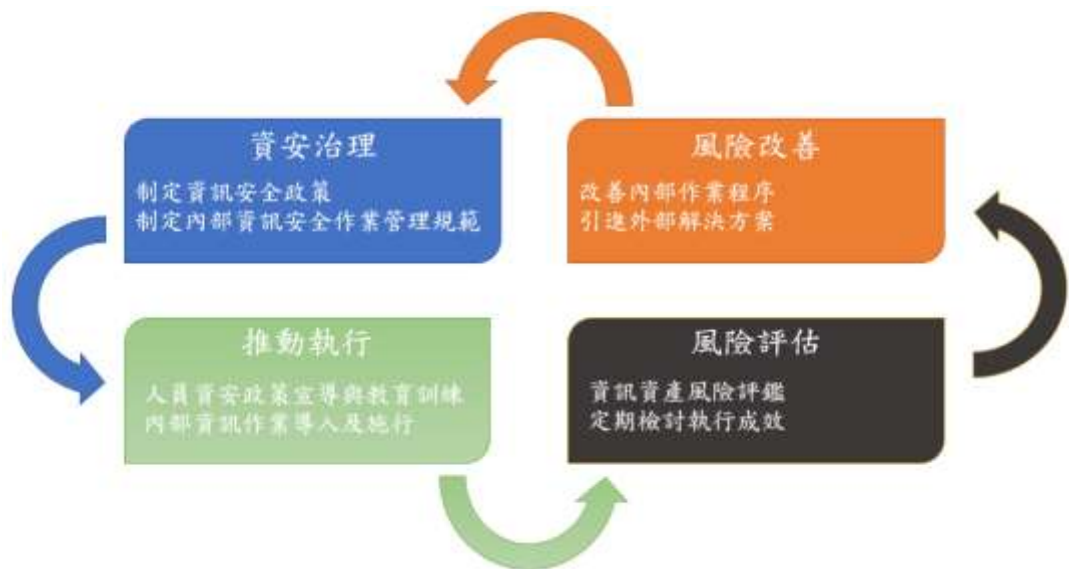 資安治理
制定資訊安全政策
制定內部資訊安全作業管理規範
風險改善
改善內部作業程序
引進外部解決方案
推動執行
人員資安政策宣導與教育訓練
內部資訊作業導入及施行
風險評估
資訊資產風險評鑑
定期檢討執行成效